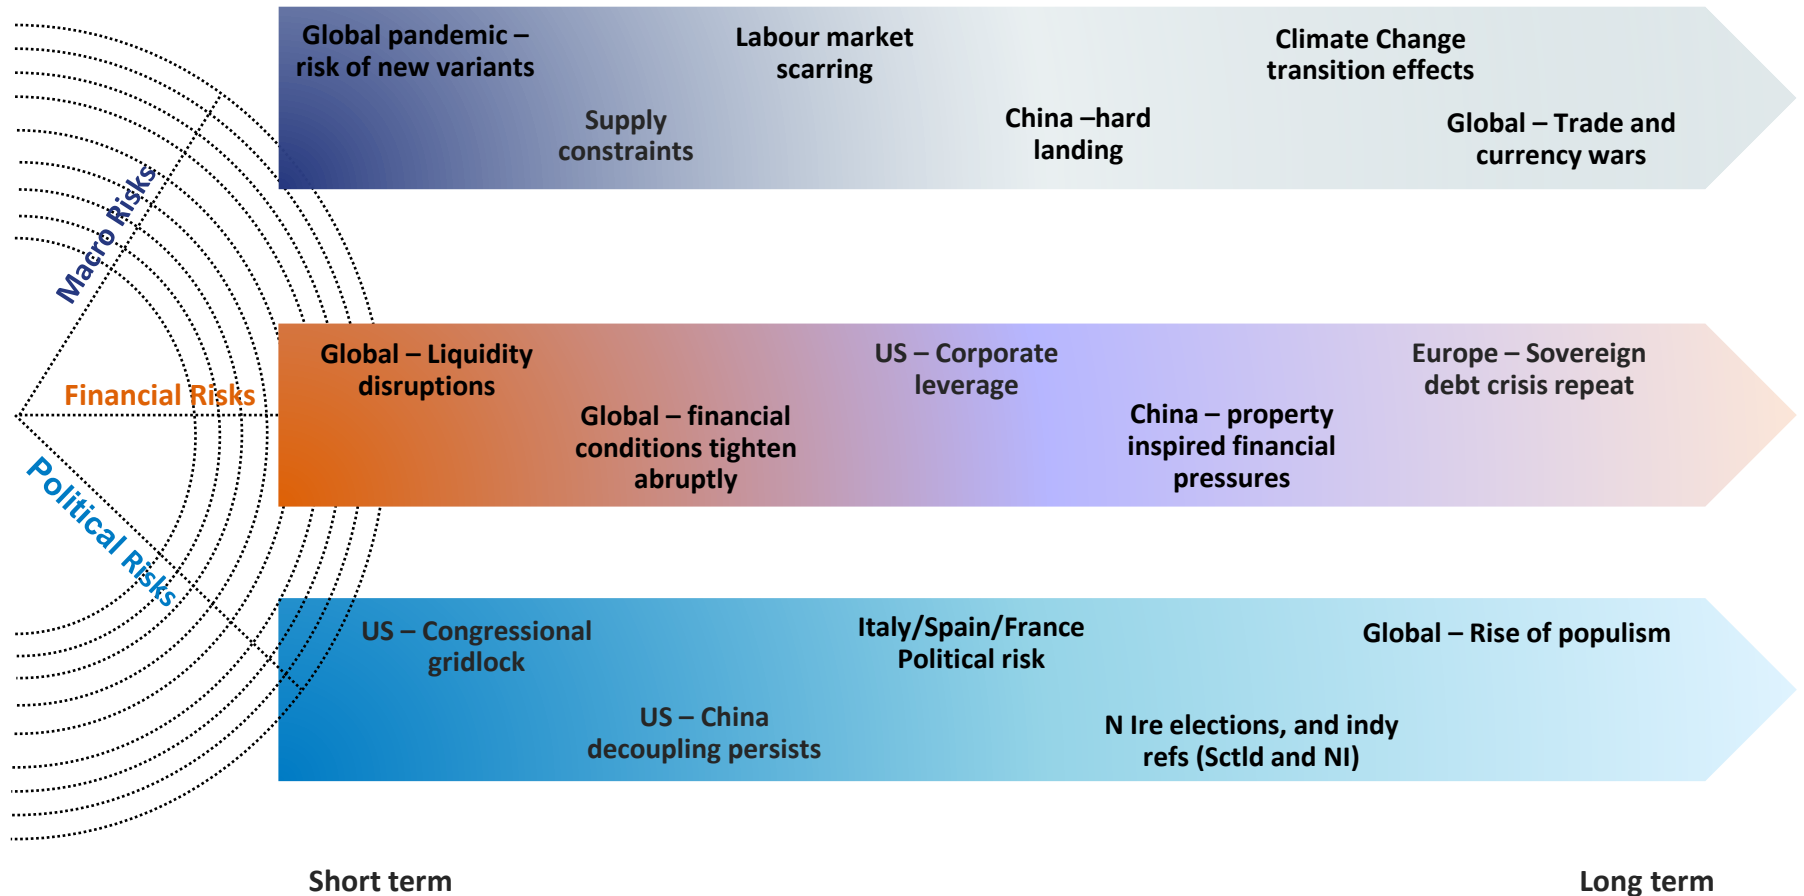 Macro Risks
Global pandemic –
risk of new variants
Supply
constraints
Labour market
scarring
China –hard
landing
Climate Change
transition effects
Global – Trade and
currency wars
Financial Risks
Global – Liquidity
disruptions
Global – financial
conditions tighten
abruptly
US – Corporate
leverage
China – property
inspired financial
pressures
Europe – Sovereign
debt crisis repeat
Political Risks
US – Congressional
gridlock
US – China
decoupling persists
Italy/Spain/France
Political risk
N Ire elections, and indy
refs (Sctld and NI)
Global – Rise of populism
Short term
Long term